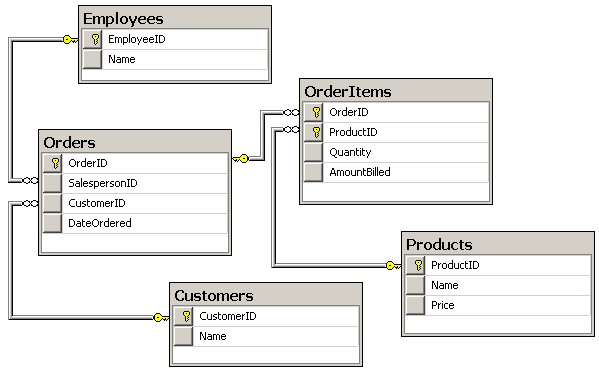 Employees
EmployeeID
Name
Orders
OrderID
SalespersonID
CustomerID
DateOrdered
OrderItems
OrderID
ProductID
Quantity
AmountBilled
Products
ProductID
Name
Price
Customers
CustomerID
Name